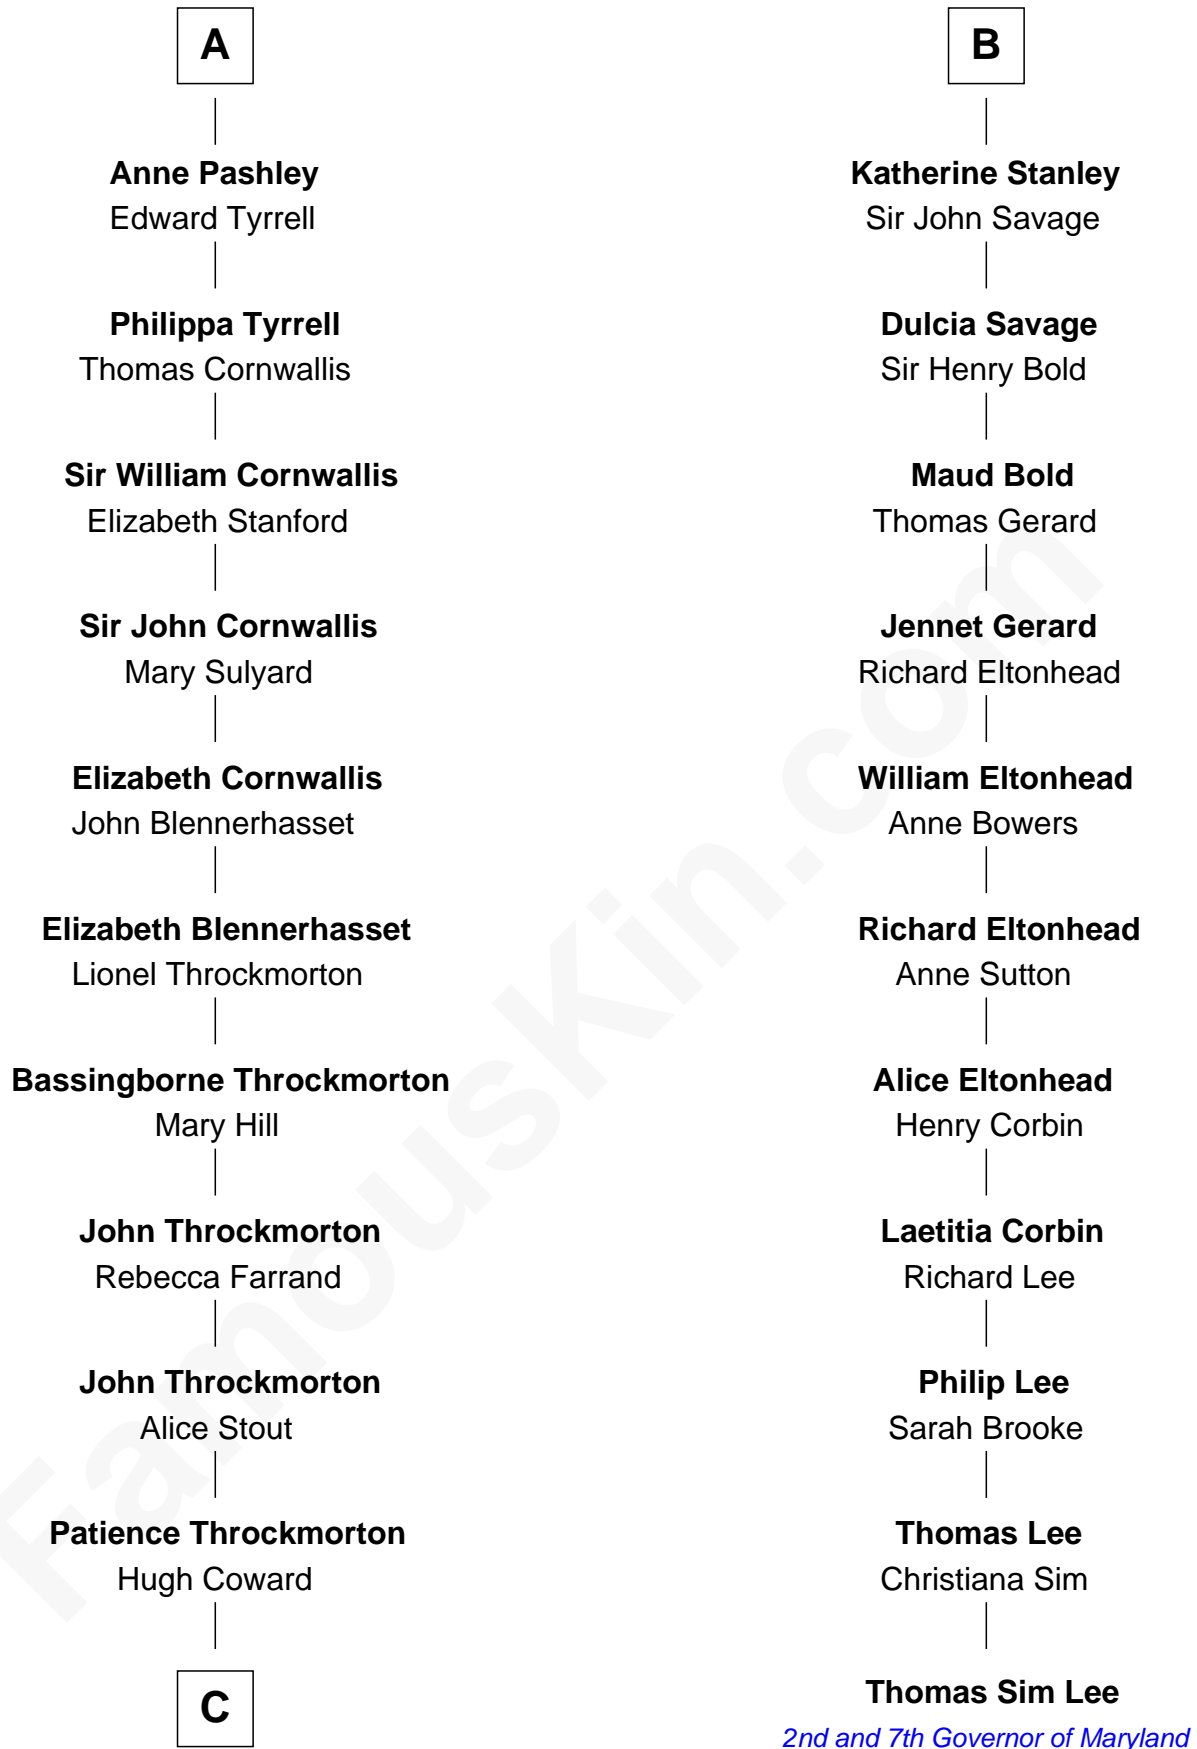 A
Anne Pashley
Edward Tyrrell
Philippa Tyrrell
Thomas Cornwallis
Sir William Cornwallis
Elizabeth Stanford
Sir John Cornwallis
Mary Sulyard
Elizabeth Cornwallis
John Blennerhasset
Elizabeth Blennerhasset
Lionel Throckmorton
Bassingborne Throckmorton
Mary Hill
John Throckmorton
Rebecca Farrand
John Throckmorton
Alice Stout
Patience Throckmorton
Hugh Coward
C
B
Katherine Stanley
Sir John Savage
Dulcia Savage
Sir Henry Bold
Maud Bold
Thomas Gerard
Jennet Gerard
Richard Eltonhead
William Eltonhead
Anne Bowers
Richard Eltonhead
Anne Sutton
Alice Eltonhead
Henry Corbin
Laetitia Corbin
Richard Lee
Philip Lee
Sarah Brooke
Thomas Lee
Christiana Sim
Thomas Sim Lee
2nd and 7th Governor of Maryland
FamousKin.com